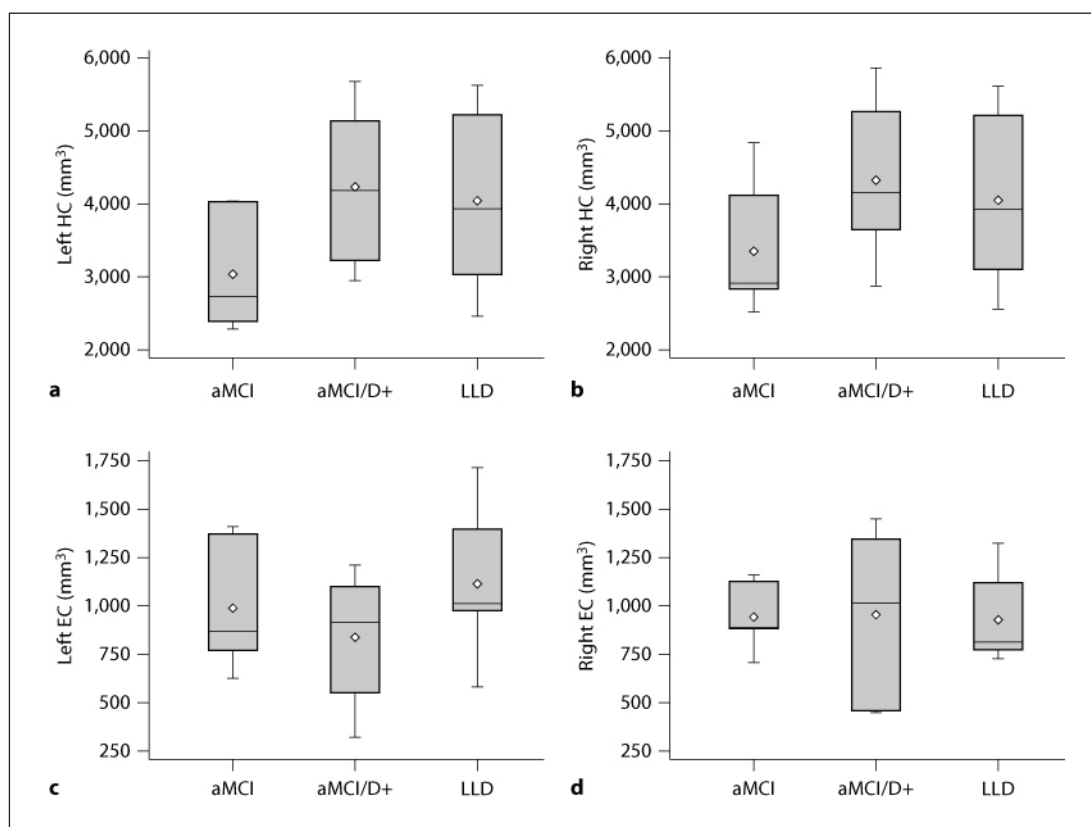 6,000
5,000
4,000
3,000
2,000
Left HC (mm³)
aMCI aMCI/D+ LLD
a
6,000
5,000
4,000
3,000
2,000
Right HC (mm³)
aMCI aMCI/D+ LLD
b
1,750
1,500
1,250
1,000
750
500
250
Left EC (mm³)
aMCI aMCI/D+ LLD
c
1,750
1,500
1,250
1,000
750
500
250
Right EC (mm³)
aMCI aMCI/D+ LLD
d